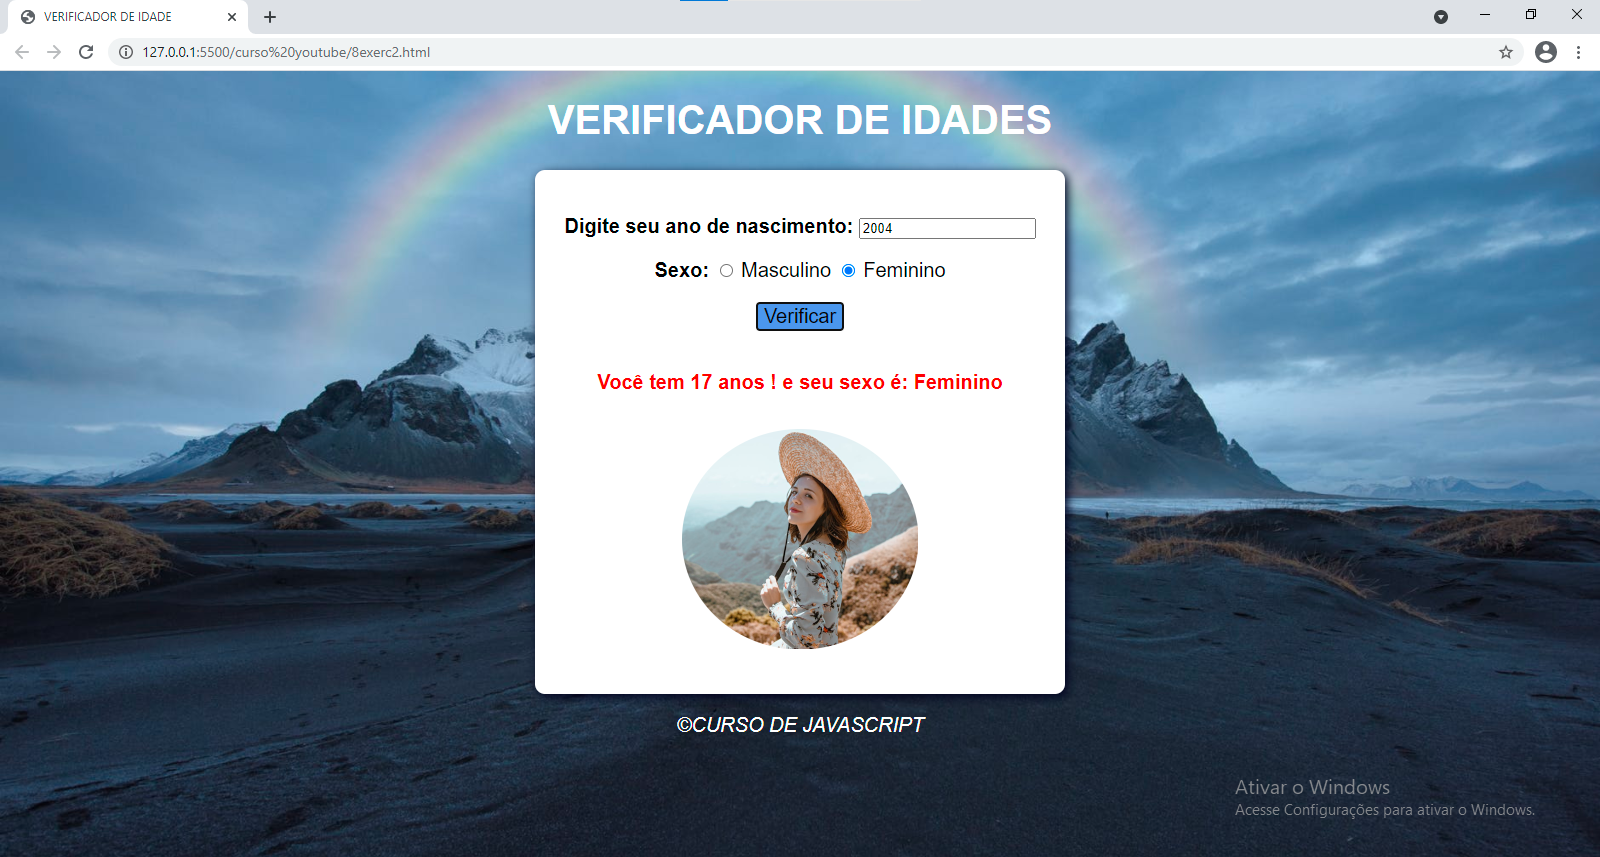 VERIFICADOR DE IDADE
127.0.0.1:5500/curso%20youtube/8exerc2.html
VERIFICADOR DE IDADES
Digite seu ano de nascimento: 2004
Sexo: Masculino Feminino
Verificar
Você tem 17 anos ! e seu sexo é: Feminino
©CURSO DE JAVASCRIPT
Ativar o Windows
Acesse Configurações para ativar o Windows.